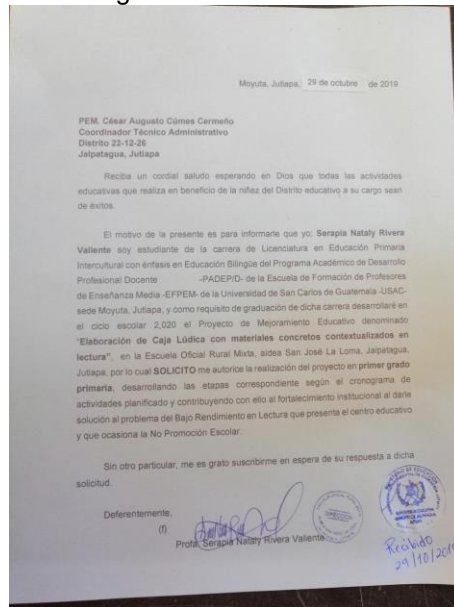 Moyuta, Jutiapa, 29 de octubre de 2019
PEM. César Augusto Cúmes Carmeño
Coordinador Técnico Administrativo
Distrito 22-12-26
Jalpatagua, Jutiapa
Reciba un cordial saludo esperando en Dios que todas las actividades
educativas que realiza en beneficio de la niñez del Distrito educativo a su cargo sean
de éxitos.
El motivo de la presente es para informarle que yo; Serapia Nataly Rivera
Valiente soy estudiante de la carrera de Licenciatura en Educación Primaria
Intercultural con énfasis en Educación Bilingüe del Programa Académico de Desarrollo
Profesional Docente -PADEP/D- de la Escuela de Formación de Profesores
de Enseñanza Media -EFPEM- de la Universidad de San Carlos de Guatemala -USAC-
sede Moyuta, Jutiapa, y como requisito de graduación de dicha carrera desarrollaré en
el ciclo escolar 2,020 el Proyecto de Mejoramiento Educativo denominado
"Elaboración de Caja Lúdica con materiales concretos contextualizados en
lectura", en la Escuela Oficial Rural Mixta, aldea San José La Loma, Jalpatagua,
Jutiapa, por lo cual SOLICITO me autorice la realización del proyecto en primer grado
primaria, desarrollando las etapas correspondiente según el cronograma de
actividades planificado y contribuyendo con ello al fortalecimiento institucional al darle
solución al problema del Bajo Rendimiento en Lectura que presenta el centro educativo
y que ocasiona la No Promoción Escolar.
Sin otro particular, me es grato suscribirme en espera de su respuesta a dicha
solicitud.
Deferentemente,
(f)
Profa. Serapia Nataly Rivera Valiente
Recibido
29/10/2019